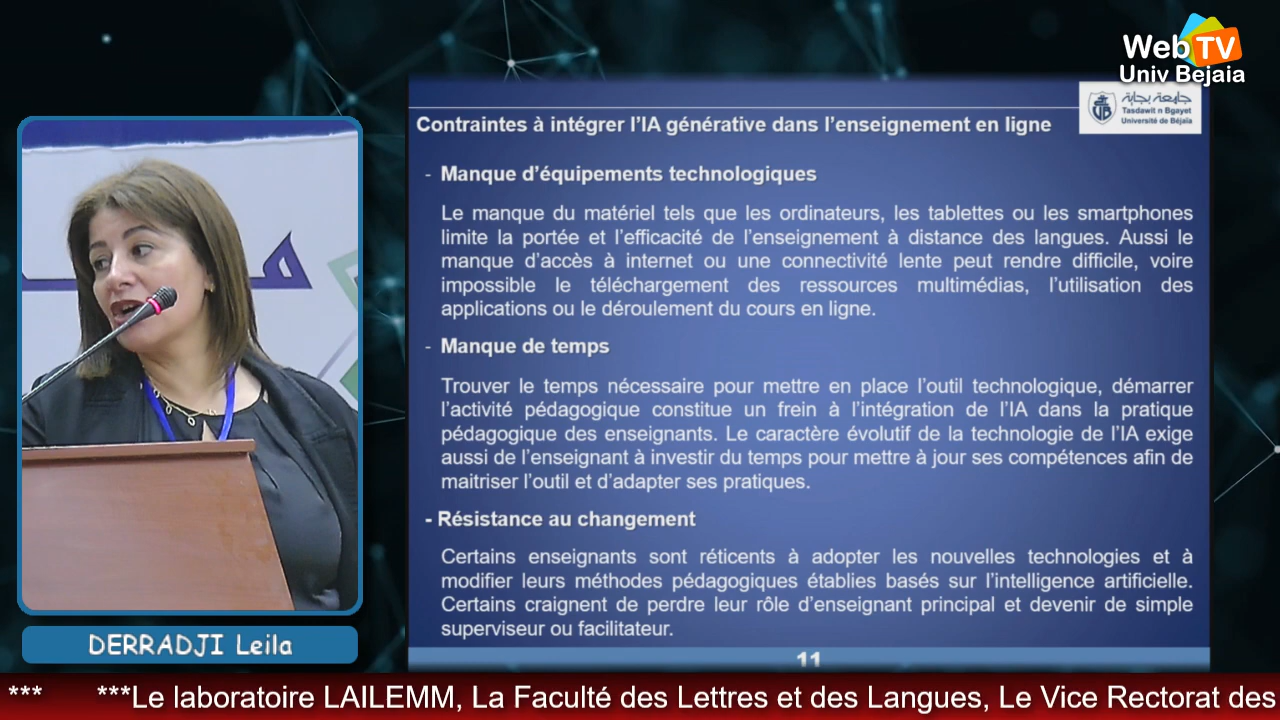 Web TV
Univ Bejaia
جامعة بجاية
Tasdawit n Bgayet
Université de Béjaïa
Contraintes à intégrer l’IA générative dans l’enseignement en ligne
- Manque d’équipements technologiques
Le manque du matériel tels que les ordinateurs, les tablettes ou les smartphones
limite la portée et l’efficacité de l’enseignement à distance des langues. Aussi le
manque d’accès à internet ou une connectivité lente peut rendre difficile, voire
impossible le téléchargement des ressources multimédias, l’utilisation des
applications ou le déroulement du cours en ligne.
- Manque de temps
Trouver le temps nécessaire pour mettre en place l’outil technologique, démarrer
l’activité pédagogique constitue un frein à l’intégration de l’IA dans la pratique
pédagogique des enseignants. Le caractère évolutif de la technologie de l’IA exige
aussi de l’enseignant à investir du temps pour mettre à jour ses compétences afin de
maitriser l’outil et d’adapter ses pratiques.
- Résistance au changement
Certains enseignants sont réticents à adopter les nouvelles technologies et à
modifier leurs méthodes pédagogiques établies basés sur l’intelligence artificielle.
Certains craignent de perdre leur rôle d’enseignant principal et devenir de simple
superviseur ou facilitateur.
11
DERRADJI Leila
*** ***Le laboratoire LAILEMM, La Faculté des Lettres et des Langues, Le Vice Rectorat des